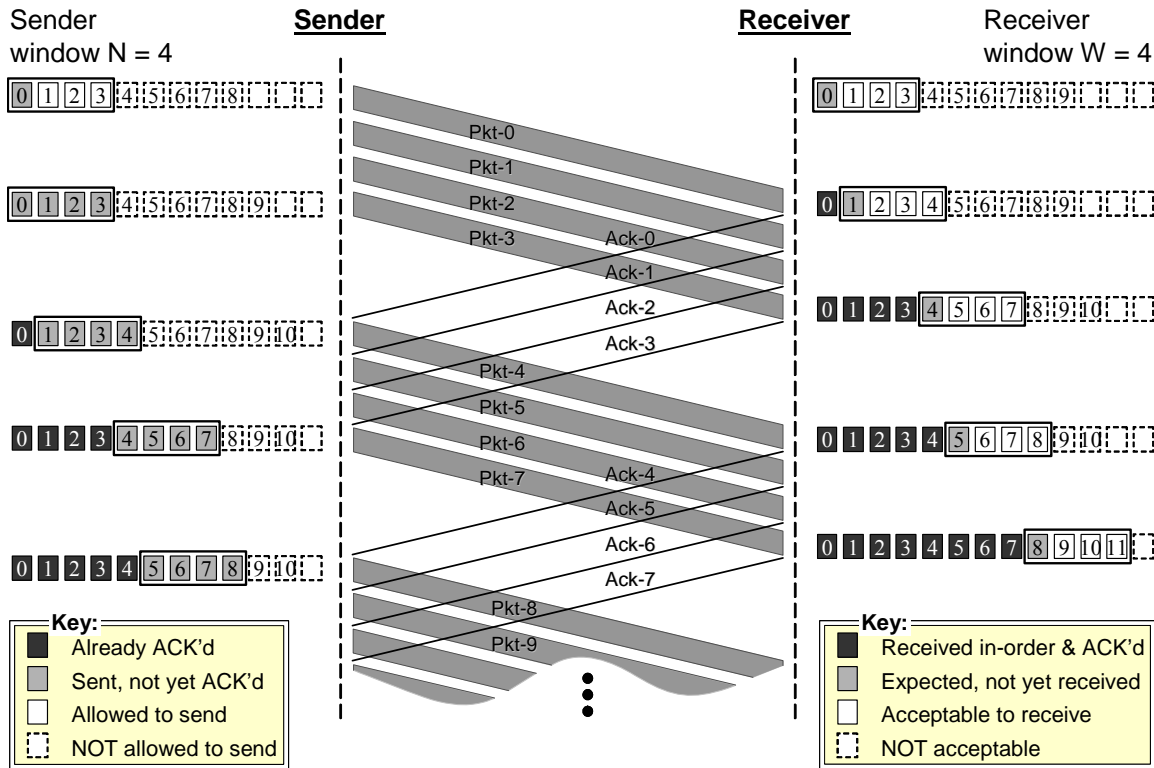 Sender
window N = 4
Sender
Receiver
Receiver
window W = 4
0 1 2 3 4 5 6 7 8
0 1 2 3 4 5 6 7 8 9
Pkt-0
Pkt-1
Pkt-2
Pkt-3
0 1 2 3 4 5 6 7 8 9
0 1 2 3 4 5 6 7 8 9
Ack-0
Ack-1
Ack-2
Ack-3
0 1 2 3 4 5 6 7 8 9 10
0 1 2 3 4 5 6 7 8 9 10
Pkt-4
Pkt-5
Pkt-6
Pkt-7
0 1 2 3 4 5 6 7 8 9 10
0 1 2 3 4 5 6 7 8 9 10
Ack-4
Ack-5
Ack-6
Ack-7
0 1 2 3 4 5 6 7 8 9 10
0 1 2 3 4 5 6 7 8 9 10 11
Pkt-8
Pkt-9
Key:
Already ACK'd
Sent, not yet ACK'd
Allowed to send
NOT allowed to send
Key:
Received in-order & ACK'd
Expected, not yet received
Acceptable to receive
NOT acceptable